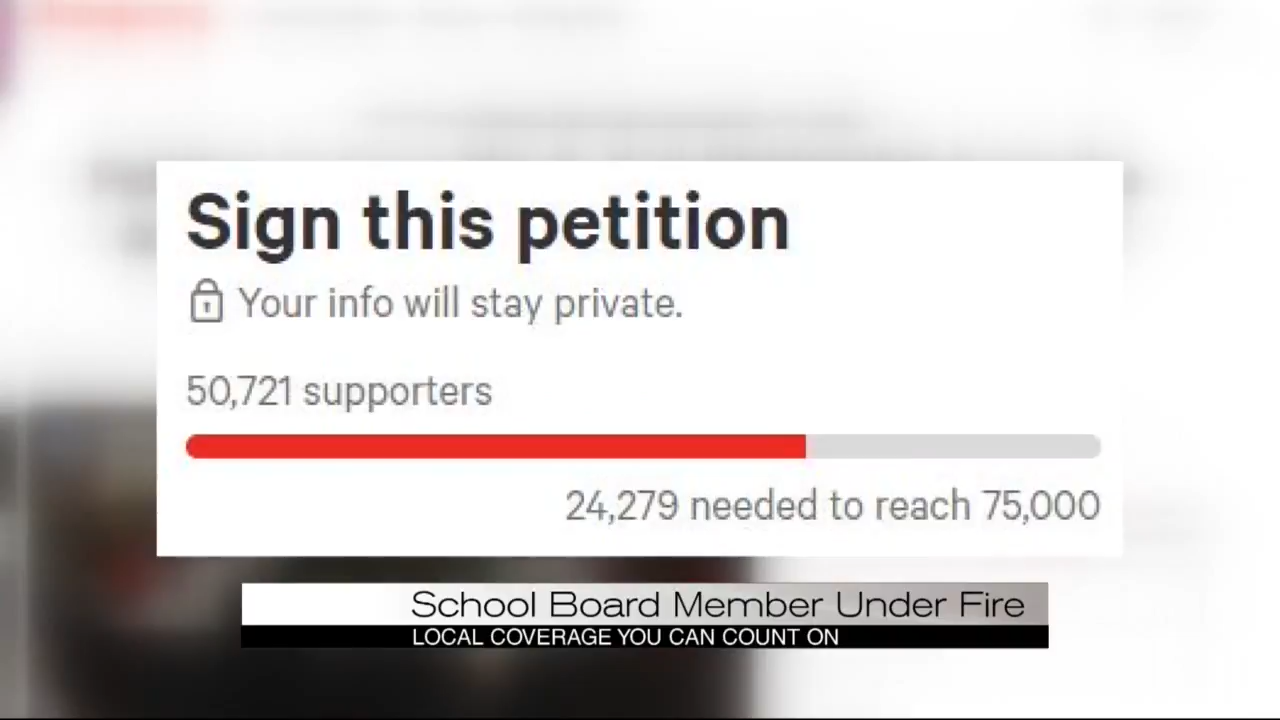 Sign this petition
Your info will stay private.
50,721 supporters
24,279 needed to reach 75,000
School Board Member Under Fire
LOCAL COVERAGE YOU CAN COUNT ON